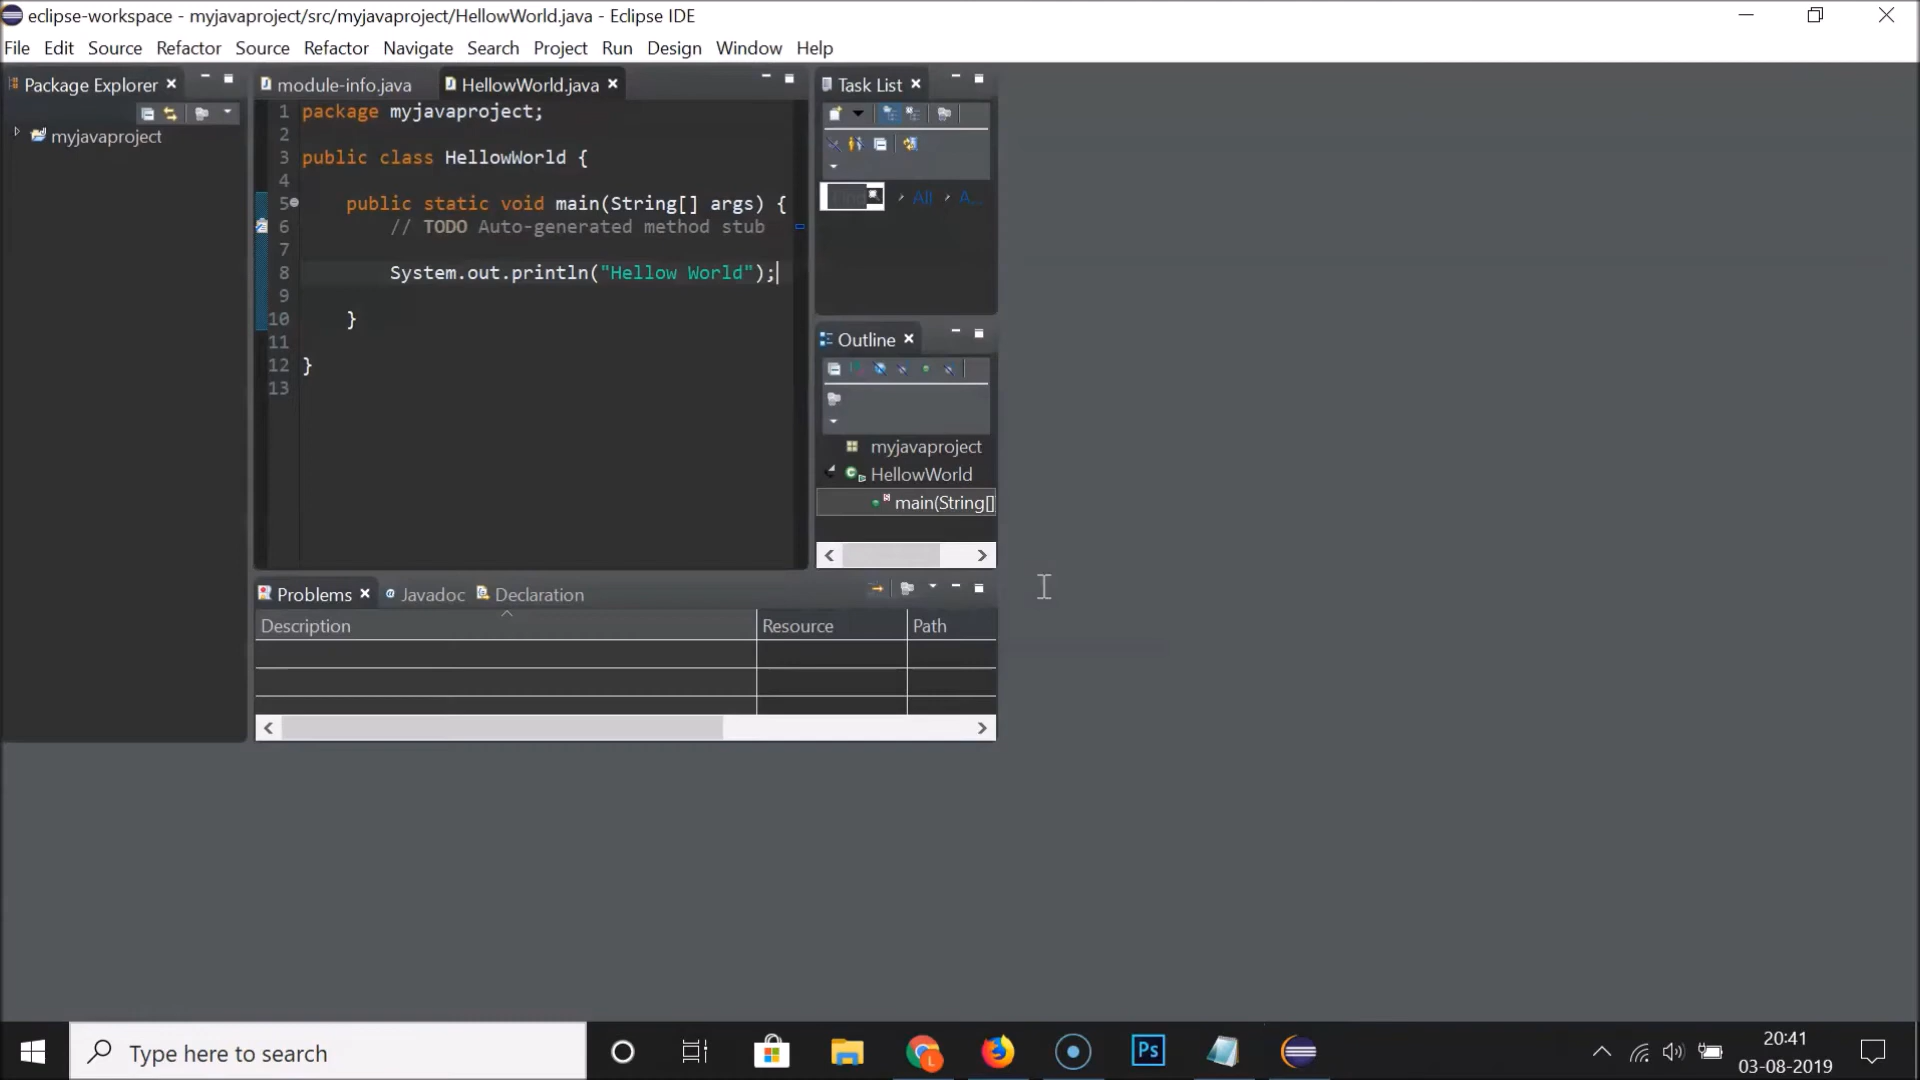 eclipse-workspace - myjavaproject/src/myjavaproject/HellowWorld.java - Eclipse IDE
File Edit Source Refactor Source Refactor Navigate Search Project Run Design Window Help
Package Explorer
myjavaproject
module-info.java HellowWorld.java
1 package myjavaproject;
2
3 public class HellowWorld {
4
5 public static void main(String[] args) {
6 // TODO Auto-generated method stub
7
8 System.out.println("Hellow World");
9
10 }
11
12 }
13
Task List
All A...
Outline
myjavaproject
HellowWorld
main(String[]
Problems Javadoc Declaration
Description Resource Path
Type here to search
L
Ps
20:41
03-08-2019